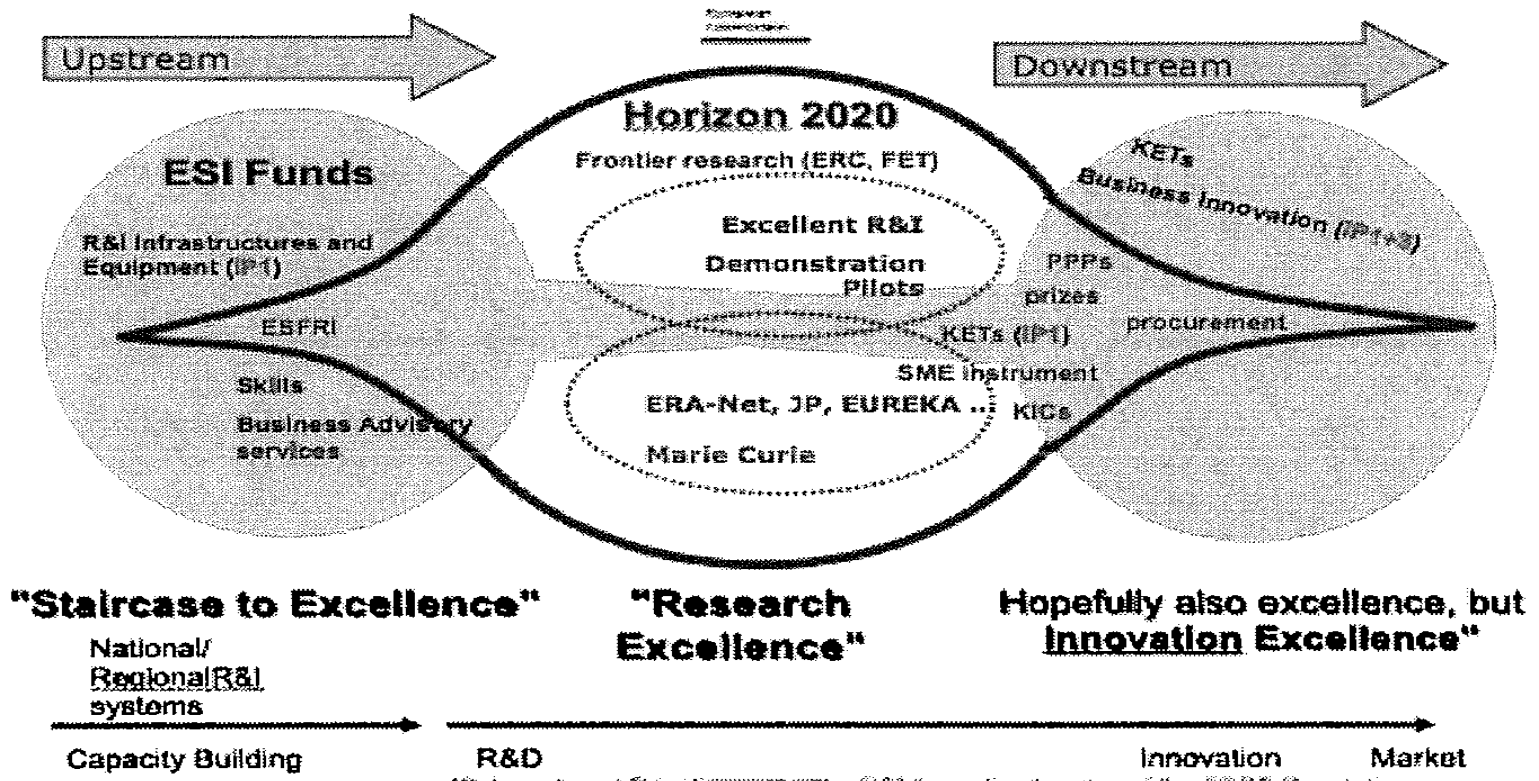 Upstream
Downstream
Horizon 2020
Frontier research (ERC, FET)
ESI Funds
R&I Infrastructures and
Equipment (IP1)
ESFRI
Skills
Business Advisory
services
Excellent R&I
Demonstration
Pilots
ERA-Net, JP, EUREKA ..
Marie Curie
KETs
Business Innovation (IP1+3)
PPPs
prizes
procurement
KETs (IP1)
SME instrument
KICs
"Staircase to Excellence"
"Research
Excellence"
Hopefully also excellence, but
Innovation Excellence"
National/
Regional R&I
systems
Capacity Building
R&D
Innovation
Market